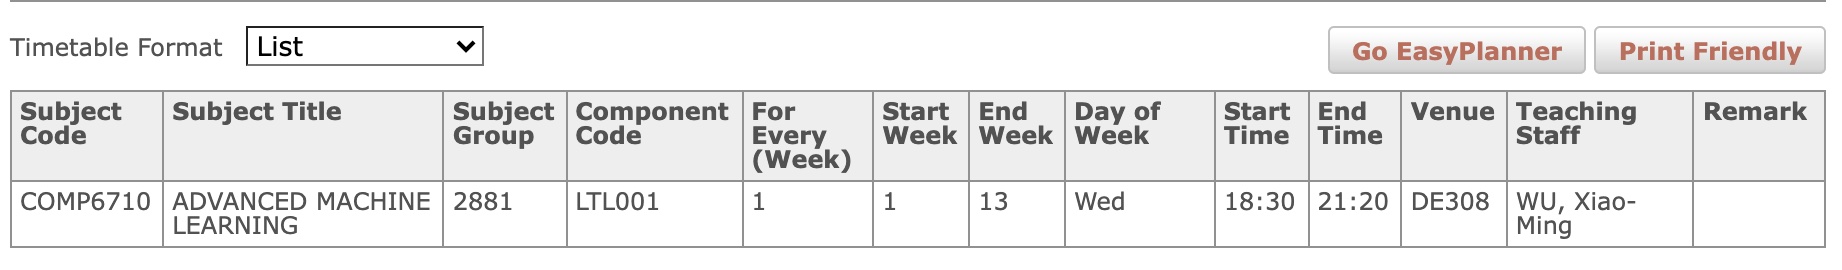 Timetable Format List Go EasyPlanner Print Friendly
Subject Subject Title Subject Component For Start End Day of Start End Venue Teaching Remark
Code Group Code Every Week Week Week Time Time Staff
(Week)
COMP6710 ADVANCED MACHINE 2881 LTL001 1 1 13 Wed 18:30 21:20 DE308 WU, Xiao-
LEARNING Ming